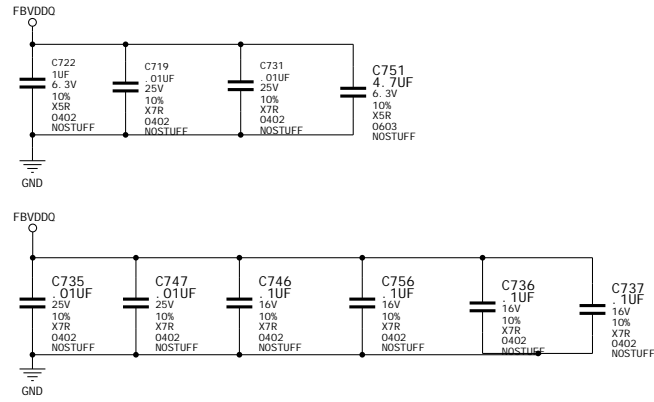 FBVDDQ
C722
1UF
6.3V
10%
X5R
0402
NOSTUFF
C719
.01UF
25V
10%
X7R
0402
NOSTUFF
C731
.01UF
25V
10%
X7R
0402
NOSTUFF
C751
4.7UF
6.3V
10%
X5R
0603
NOSTUFF
GND
FBVDDQ
C735
.01UF
25V
10%
X7R
0402
NOSTUFF
C747
.01UF
25V
10%
X7R
0402
NOSTUFF
C746
.1UF
16V
10%
X7R
0402
NOSTUFF
C756
.1UF
16V
10%
X7R
0402
NOSTUFF
C736
.1UF
16V
10%
X7R
0402
NOSTUFF
C737
.1UF
16V
10%
X7R
0402
NOSTUFF
GND